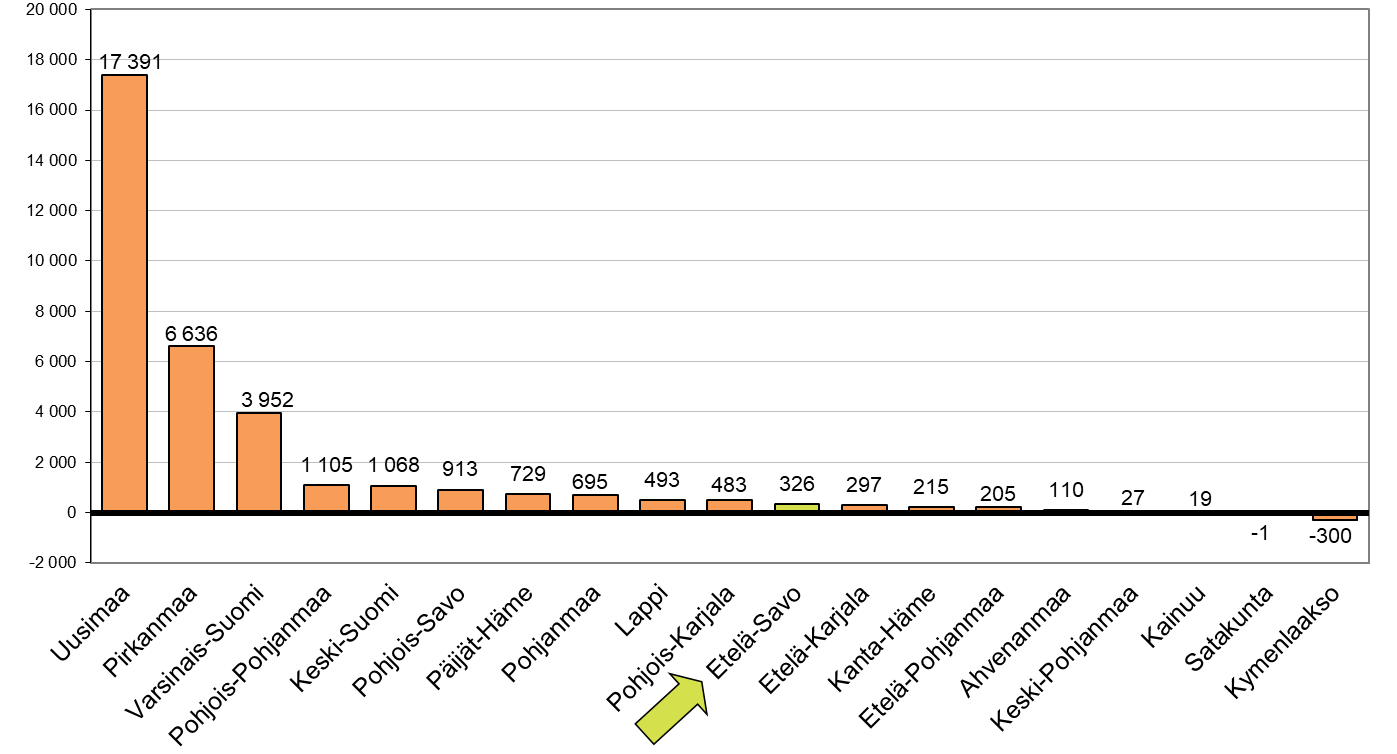 20 000
18 000
16 000
14 000
12 000
10 000
8 000
6 000
4 000
2 000
0
-2 000
17 391
6 636
3 952
1 105
1 068
913
729
695
493
483
326
297
215
205
110
27
19
-1
-300
Uusimaa
Pirkanmaa
Varsinais-Suomi
Pohjois-Pohjanmaa
Keski-Suomi
Pohjois-Savo
Päijät-Häme
Pohjanmaa
Lappi
Pohjois-Karjala
Etelä-Savo
Etelä-Karjala
Kanta-Häme
Etelä-Pohjanmaa
Ahvenanmaa
Keski-Pohjanmaa
Kainuu
Satakunta
Kymenlaakso